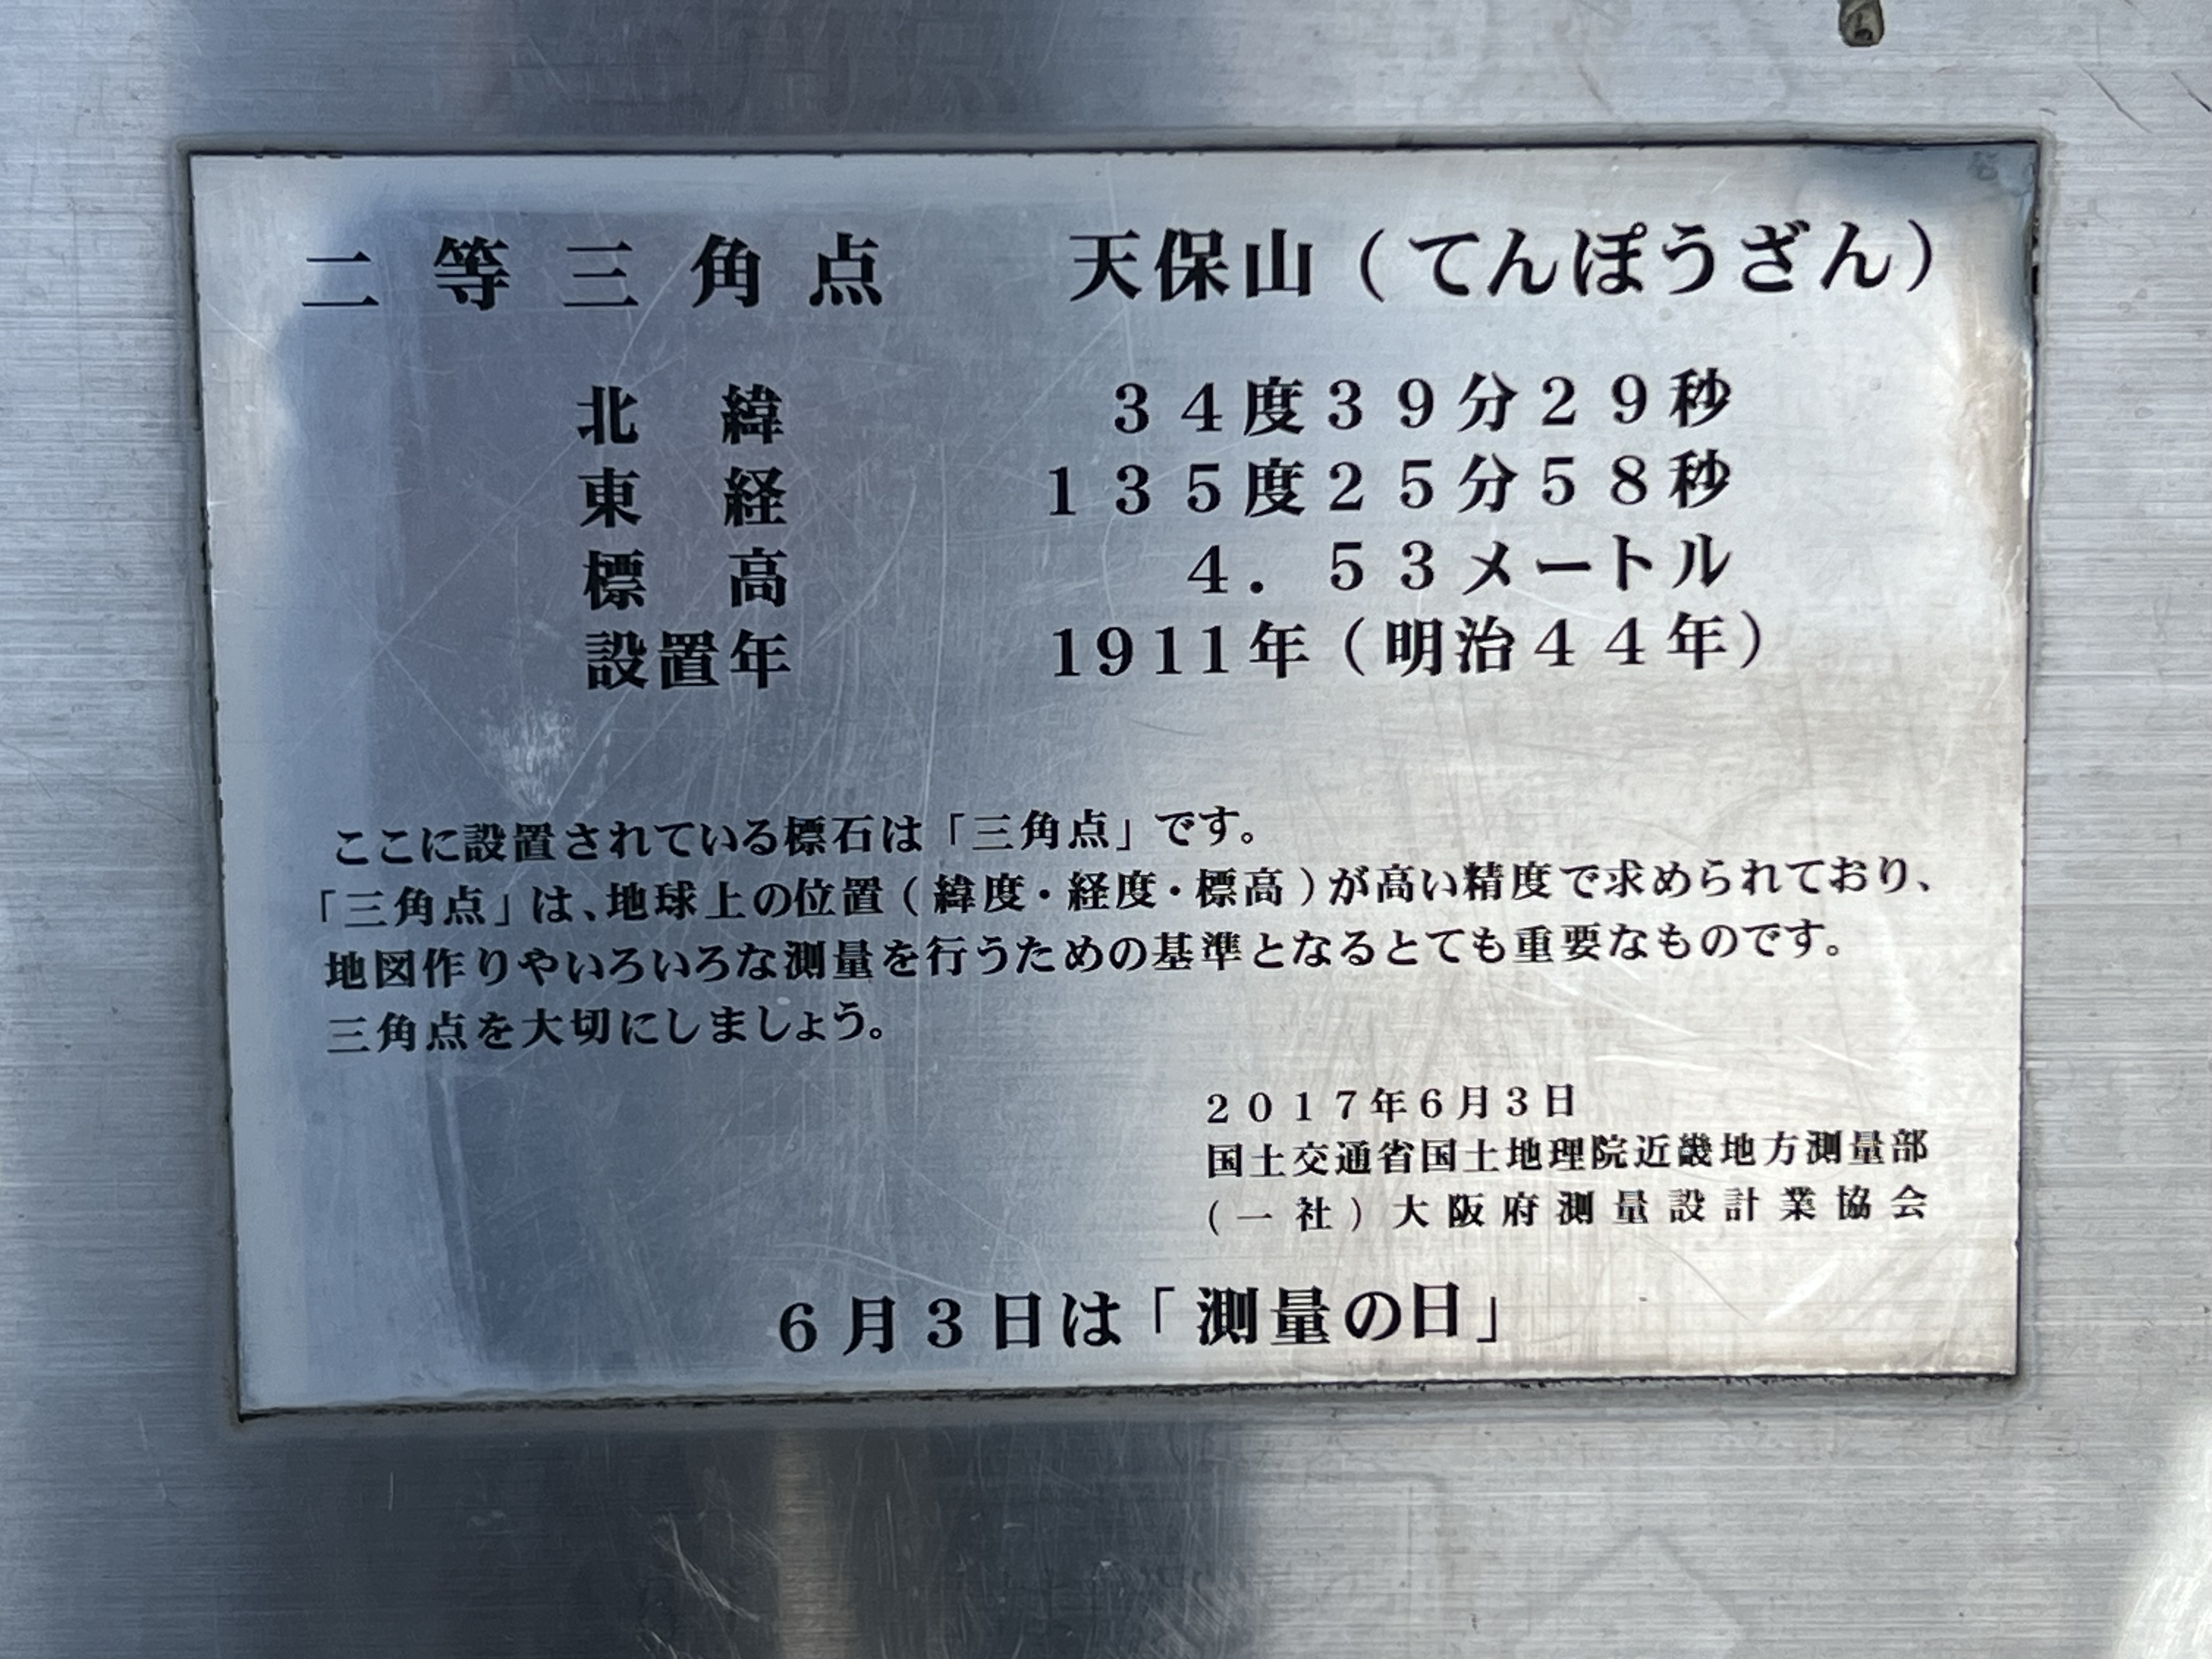 二等三角点　天保山（てんぽうざん）
北　緯　３４度３９分２９秒
東　経　１３５度２５分５８秒
標　高　４．５３メートル
設置年　１９１１年（明治４４年）
ここに設置されている標石は「三角点」です。
「三角点」は、地球上の位置（緯度・経度・標高）が高い精度で求められており、
地図作りやいろいろな測量を行うための基準となるとても重要なものです。
三角点を大切にしましょう。
２０１７年６月３日
国土交通省国土地理院近畿地方測量部
（一社）大阪府測量設計業協会
６月３日は「測量の日」